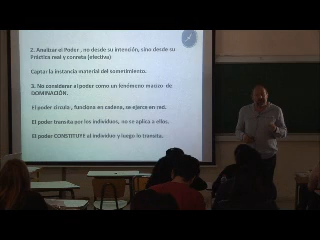 2. Analizar el Poder , no desde su intención, sino desde su
Práctica real y correta (efectiva)
Captar la instancia material del sometimiento.
3. No considerar al poder como un fenómeno macizo de
DOMINACIÓN.
El poder circula , funciona en cadena, se ejerce en red.
El poder transita por los individuos, no se aplica a ellos,
El poder CONSTITUYE al individuo y luego lo transita.